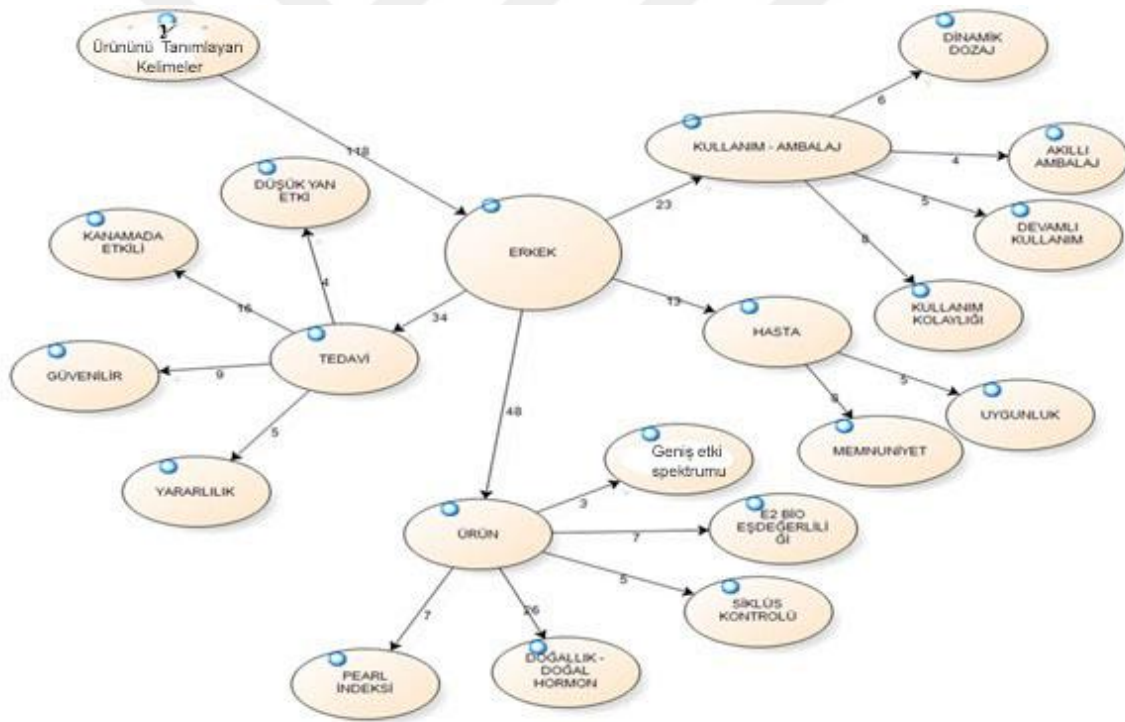 Y
Ürününü Tanımlayan
Kelimeler
118
ERKEK
23
KULLANIM - AMBALAJ
6
DİNAMİK
DOZAJ
4
AKILLI
AMBALAJ
5
DEVAMLI
KULLANIM
8
KULLANIM
KOLAYLIĞI
13
HASTA
5
UYGUNLUK
MEMNUNİYET
34
TEDAVİ
4
DÜŞÜK YAN
ETKİ
16
KANAMADA
ETKİLİ
9
GÜVENİLİR
5
YARARLILIK
48
ÜRÜN
3
Geniş etki
spektrumu
7
E2 BİO
EŞDEĞERLİLİ
Ğİ
5
SİKLÜS
KONTROLÜ
26
DOĞALLIK -
DOĞAL
HORMON
7
PEARL
İNDEKSİ